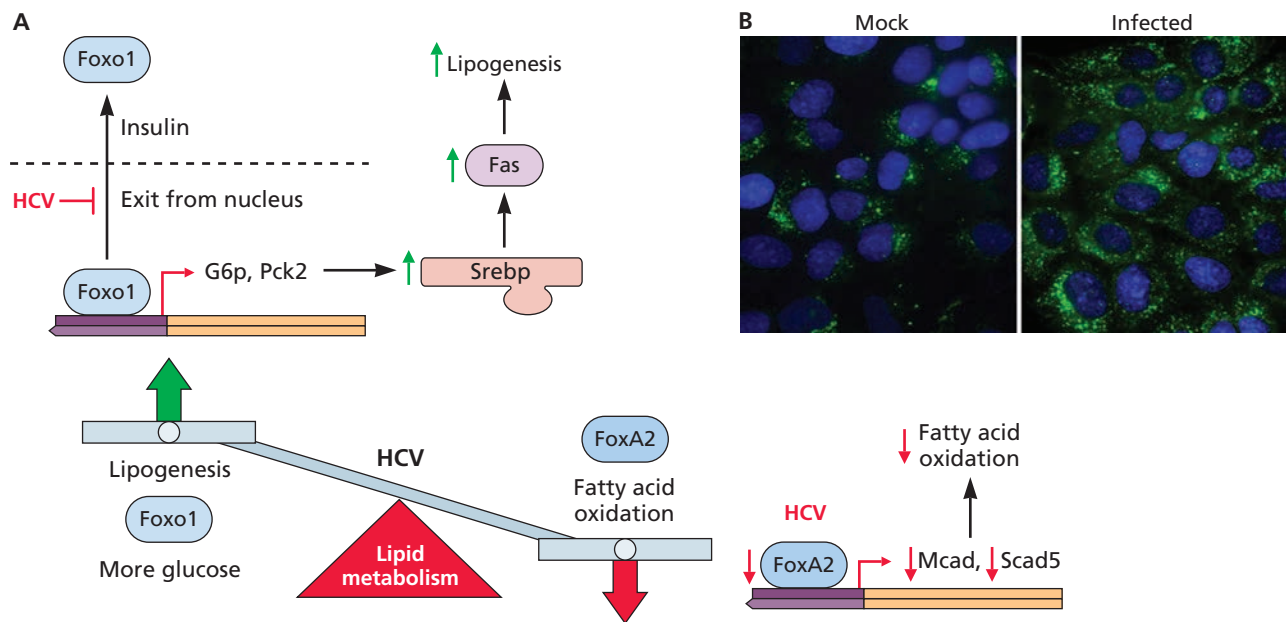 A
Foxo1
Insulin
HCV
Exit from nucleus
Foxo1
G6p, Pck2
Srebp
Fas
Lipogenesis
B
Mock
Infected
Lipogenesis
Foxo1
More glucose
HCV
Lipid
metabolism
FoxA2
Fatty acid
oxidation
Fatty acid
oxidation
HCV
FoxA2
Mcad, Scad5